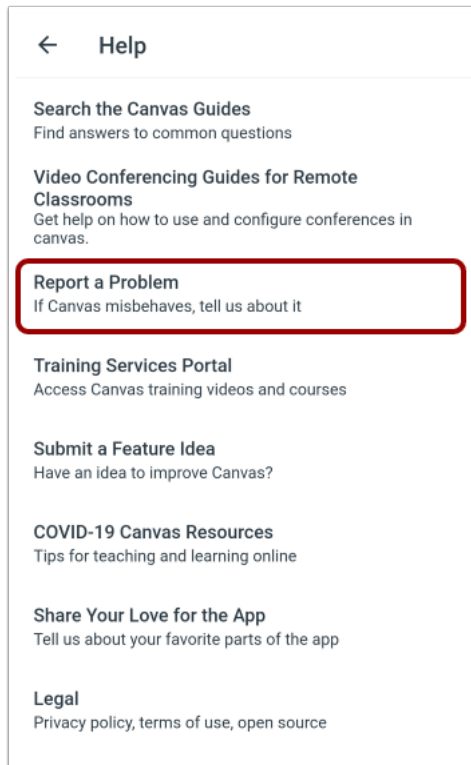 Help
Search the Canvas Guides
Find answers to common questions
Video Conferencing Guides for Remote
Classrooms
Get help on how to use and configure conferences in
canvas.
Report a Problem
If Canvas misbehaves, tell us about it
Training Services Portal
Access Canvas training videos and courses
Submit a Feature Idea
Have an idea to improve Canvas?
COVID-19 Canvas Resources
Tips for teaching and learning online
Share Your Love for the App
Tell us about your favorite parts of the app
Legal
Privacy policy, terms of use, open source